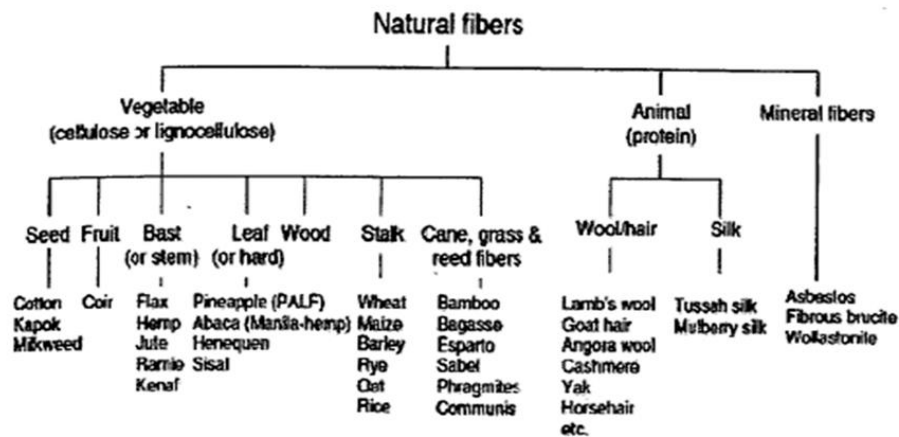 Natural fibers
Vegetable
(cellulose or lignocellulose)
Animal
(protein)
Mineral fibers
Seed
Fruit
Bast
(or stem)
Leaf
(or hard)
Wood
Stalk
Cane, grass &
reed fibers
Wool/hair
Silk
Cotton
Kapok
Milkweed
Coir
Flax
Hemp
Jute
Ramie
Kenaf
Pineapple (PALF)
Abaca (Manila-hemp)
Henequen
Sisal
Wheat
Maize
Barley
Rye
Oat
Rice
Bamboo
Bagasse
Esparto
Sabei
Phragmites
Communis
Lamb's wool
Goat hair
Angora wool
Cashmere
Yak
Horsehair
etc.
Tussah silk
Mulberry silk
Asbestos
Fibrous brucite
Wollastonite